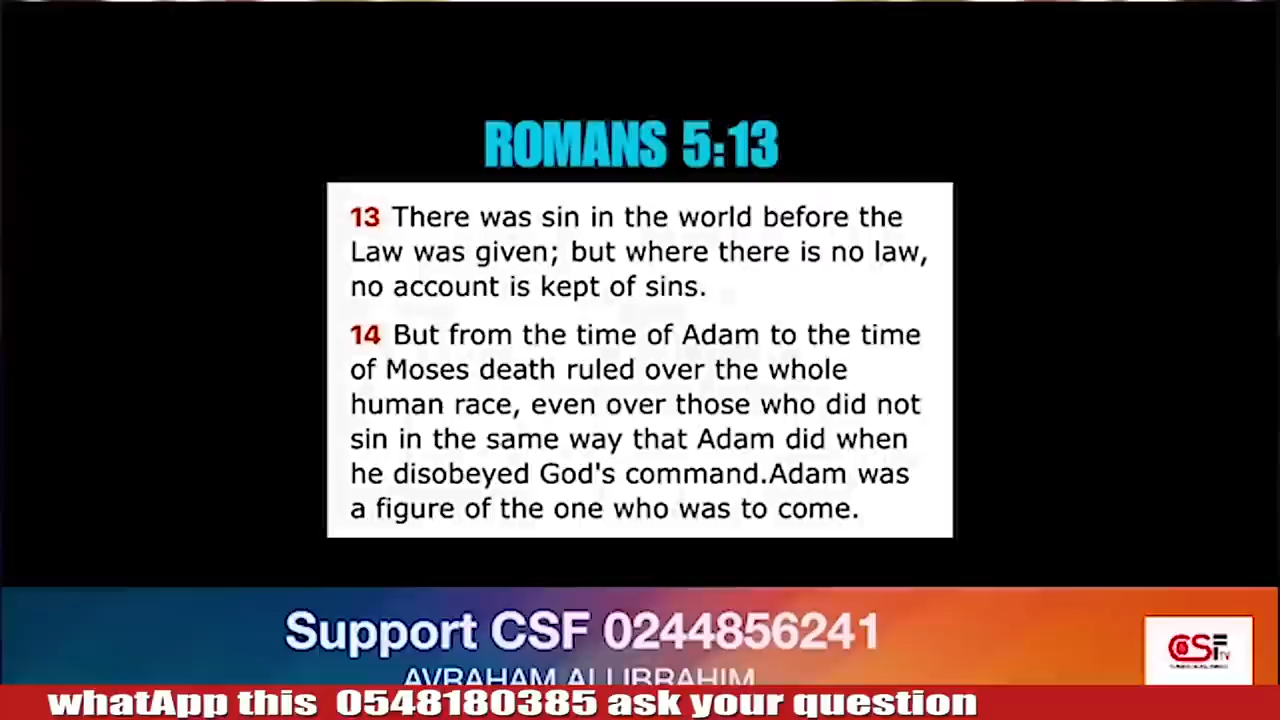 ROMANS 5:13
13 There was sin in the world before the
Law was given; but where there is no law,
no account is kept of sins.
14 But from the time of Adam to the time
of Moses death ruled over the whole
human race, even over those who did not
sin in the same way that Adam did when
he disobeyed God's command.Adam was
a figure of the one who was to come.
Support CSF 0244856241
AVRAHAM ALI IBRAHIM
CSF TV
whatApp this 0548180385 ask your question